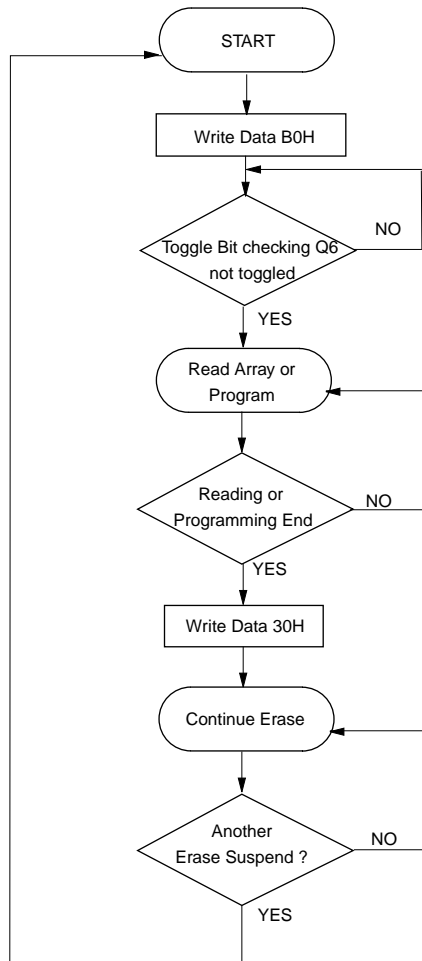 START
Write Data B0H
NO
Toggle Bit checking Q6
not toggled
YES
Read Array or
Program
Reading or
Programming End
NO
YES
Write Data 30H
Continue Erase
Another
Erase Suspend ?
NO
YES